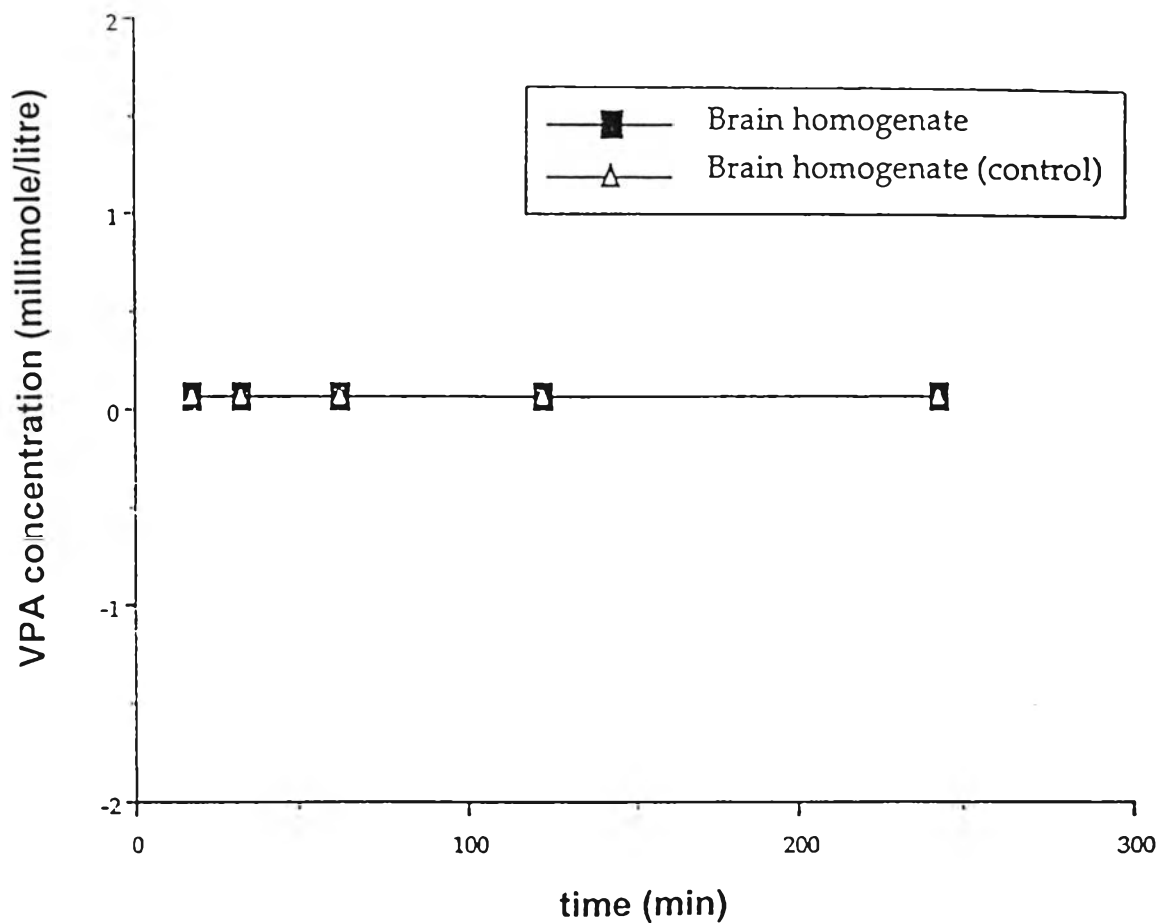 VPA concentration (millimole/litre)
2
1
0
-1
-2
Brain homogenate
Brain homogenate (control)
0
100
200
300
time (min)